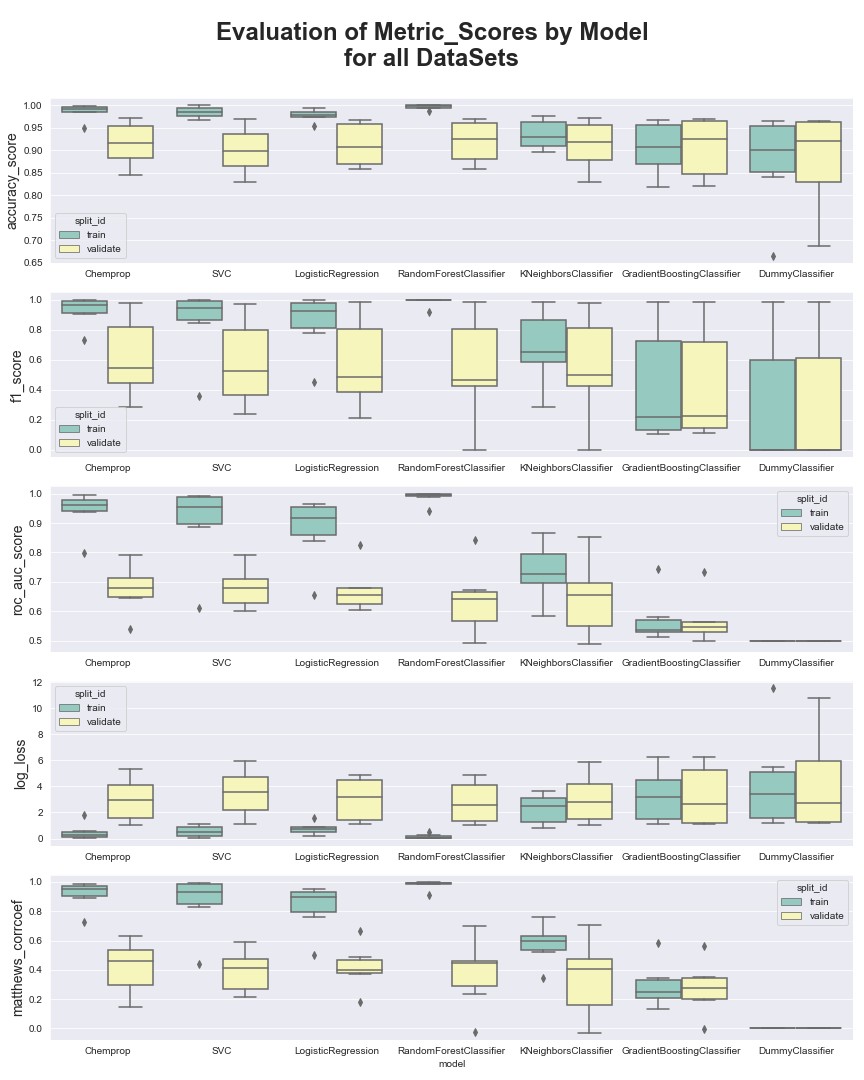 Evaluation of Metric_Scores by Model
for all DataSets
accuracy_score
1.00
0.95
0.90
0.85
0.80
0.75
0.70
0.65
split_id
train
validate
Chemprop SVC LogisticRegression RandomForestClassifier KNeighborsClassifier GradientBoostingClassifier DummyClassifier
f1_score
1.0
0.8
0.6
0.4
0.2
0.0
split_id
train
validate
Chemprop SVC LogisticRegression RandomForestClassifier KNeighborsClassifier GradientBoostingClassifier DummyClassifier
roc_auc_score
1.0
0.9
0.8
0.7
0.6
0.5
split_id
train
validate
Chemprop SVC LogisticRegression RandomForestClassifier KNeighborsClassifier GradientBoostingClassifier DummyClassifier
log_loss
12
10
8
6
4
2
0
split_id
train
validate
Chemprop SVC LogisticRegression RandomForestClassifier KNeighborsClassifier GradientBoostingClassifier DummyClassifier
matthews_corrcoef
1.0
0.8
0.6
0.4
0.2
0.0
split_id
train
validate
Chemprop SVC LogisticRegression RandomForestClassifier KNeighborsClassifier GradientBoostingClassifier DummyClassifier
model